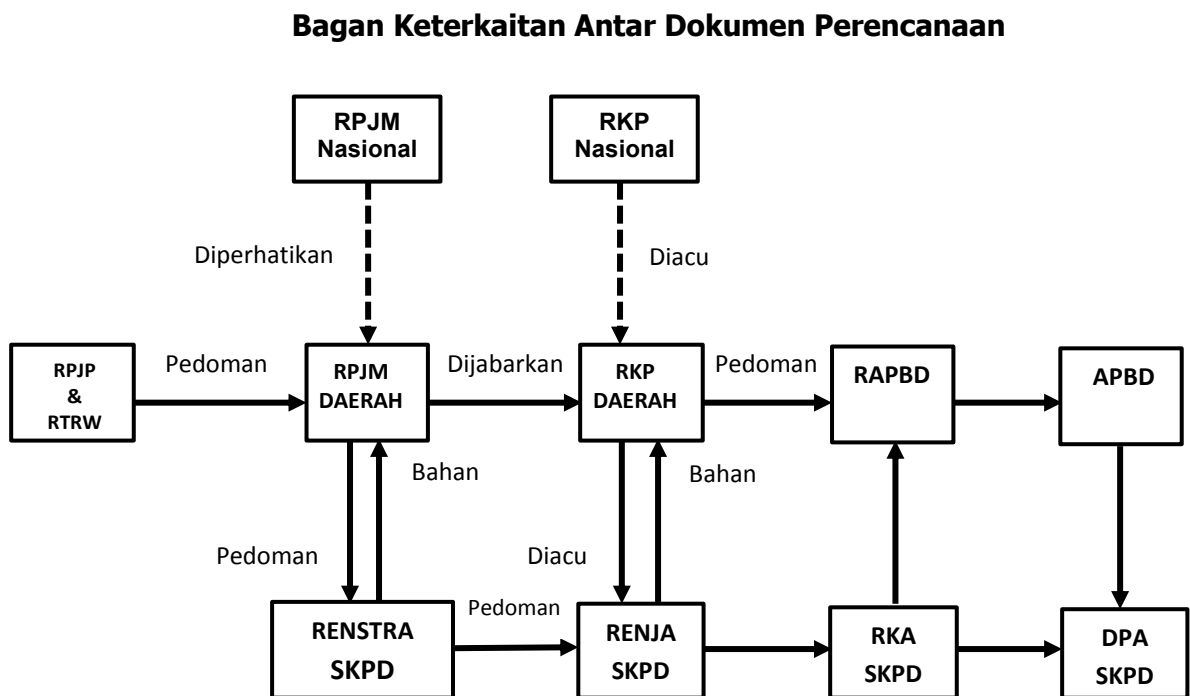 Bagan Keterkaitan Antar Dokumen Perencanaan
RPJM
Nasional
RKP
Nasional
Diperhatikan
Diacu
RPJP
&
RTRW
Pedoman
RPJM
DAERAH
Dijabarkan
RKP
DAERAH
Pedoman
RAPBD
APBD
Bahan
Bahan
Pedoman
Diacu
RENSTRA
SKPD
Pedoman
RENJA
SKPD
RKA
SKPD
DPA
SKPD